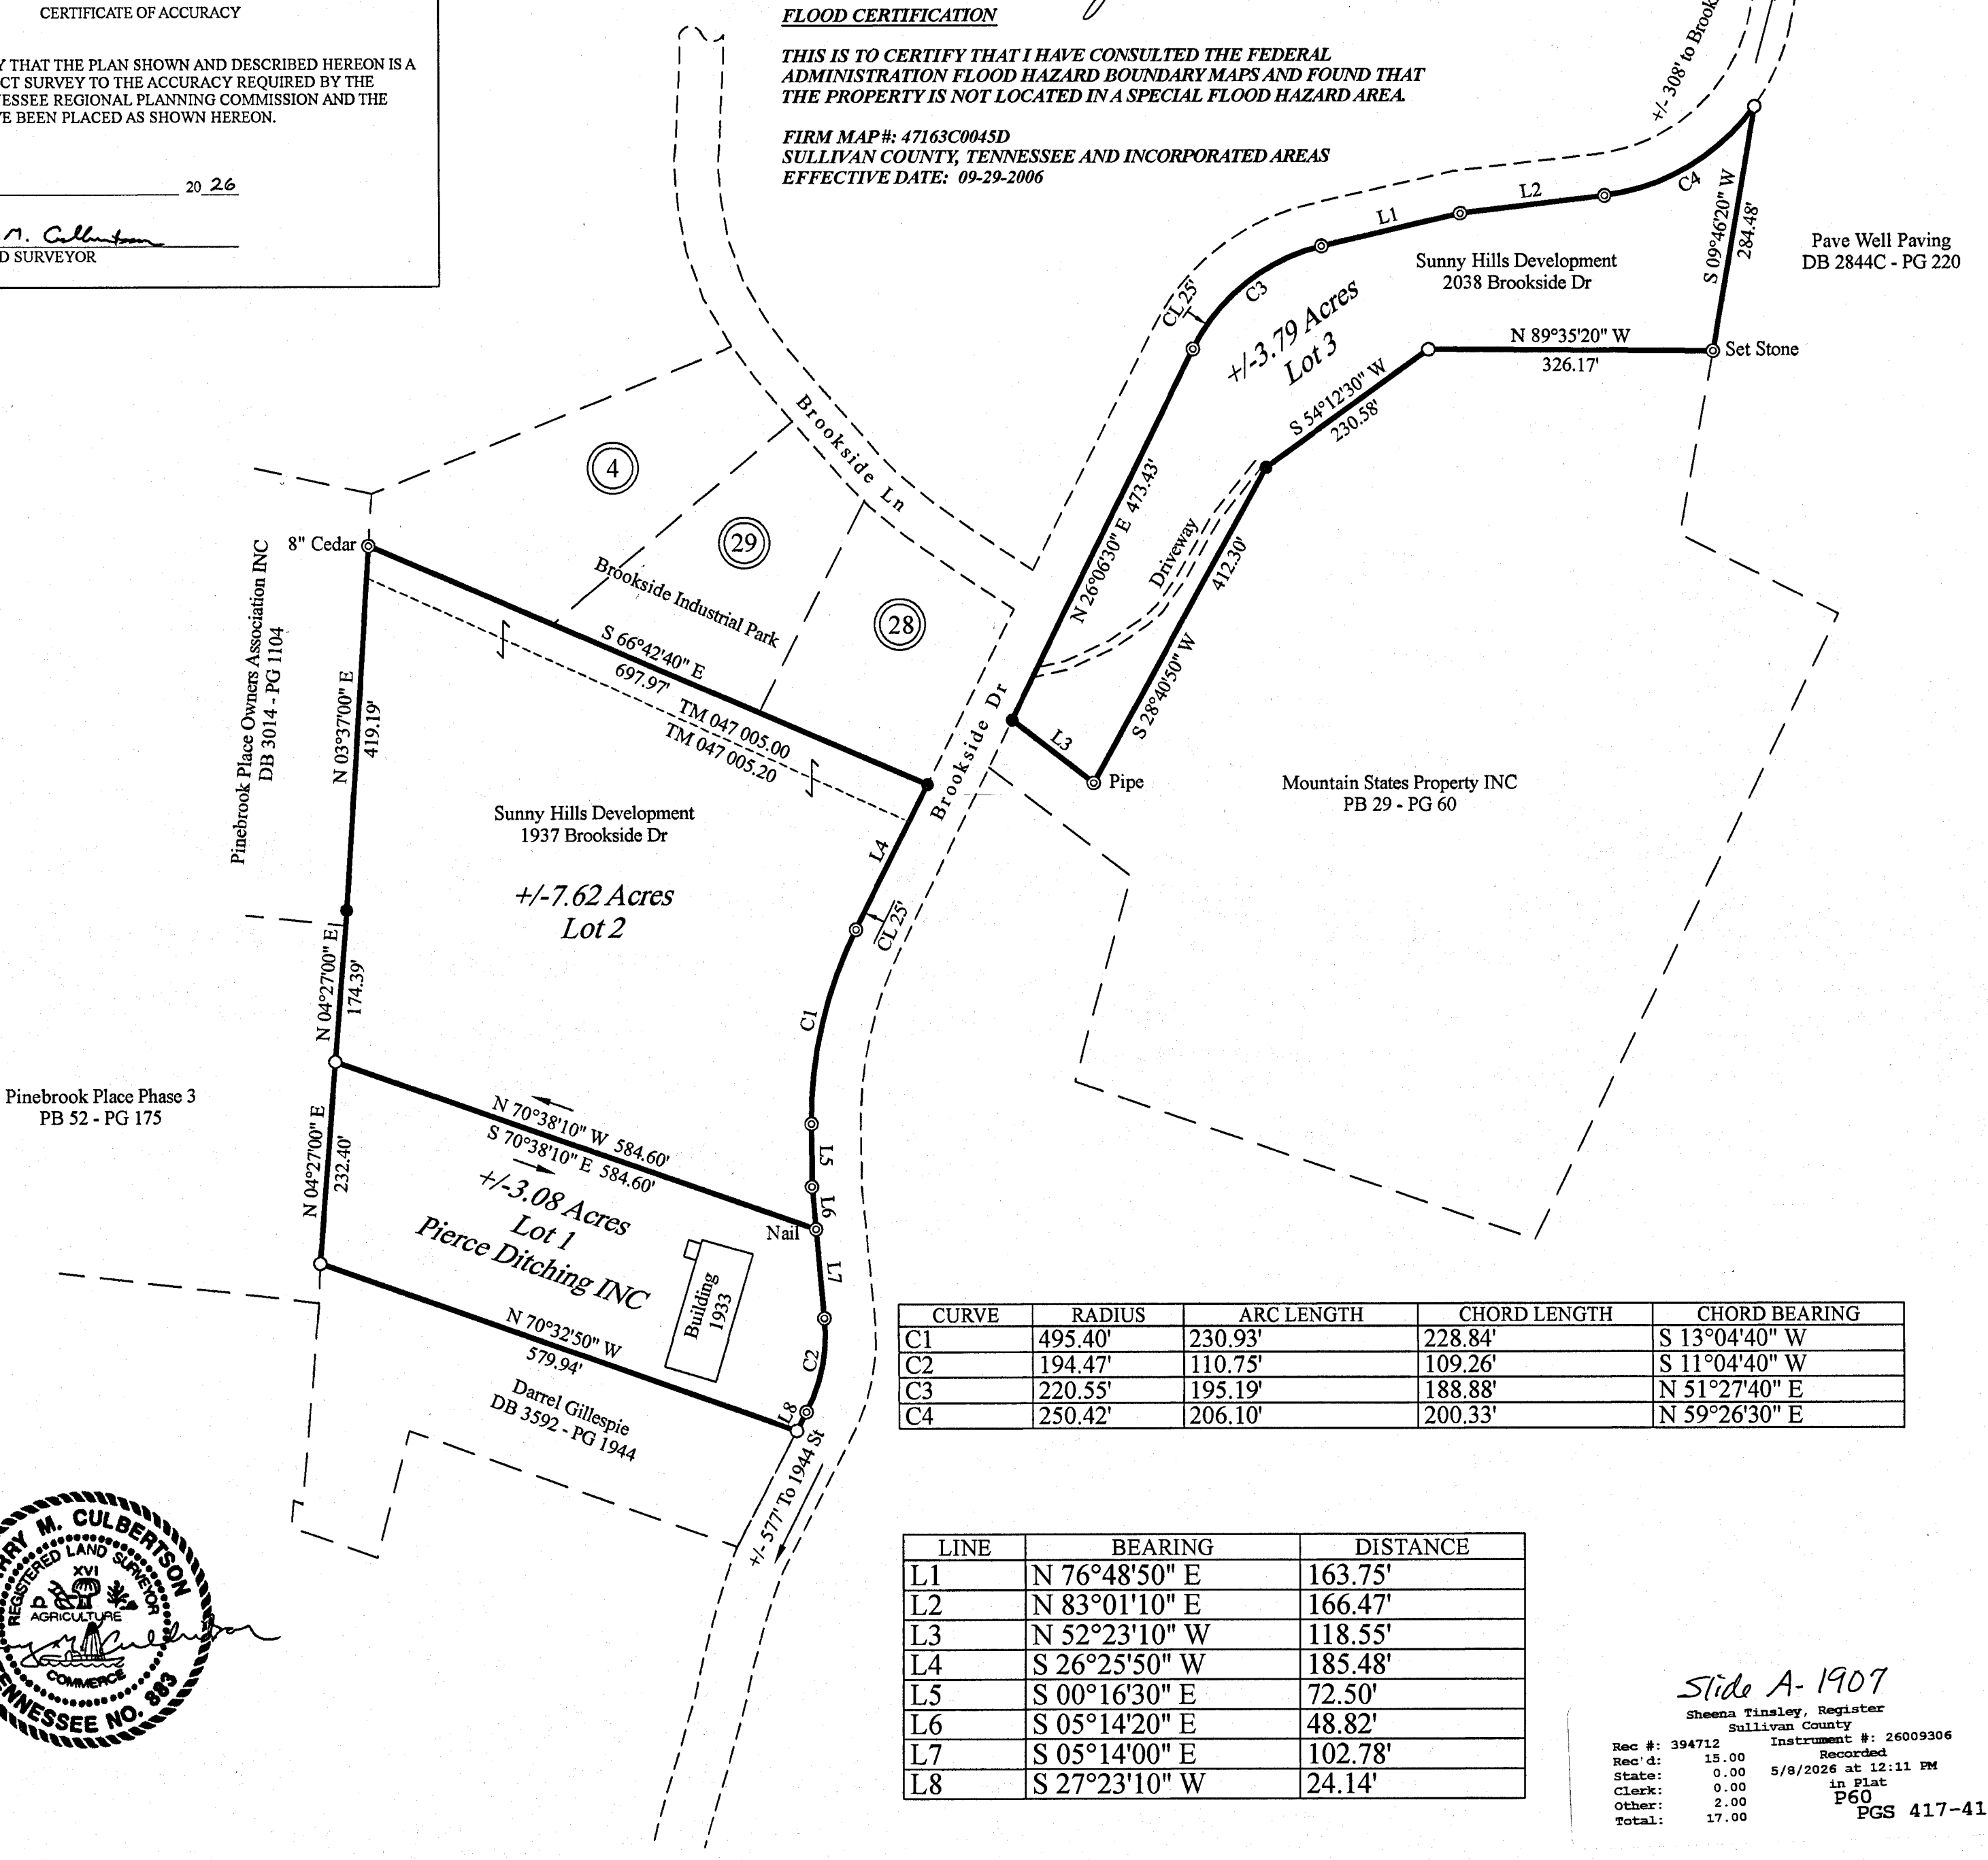 CERTIFICATE OF ACCURACY
Y THAT THE PLAN SHOWN AND DESCRIBED HEREON IS A
CT SURVEY TO THE ACCURACY REQUIRED BY THE
ESSEE REGIONAL PLANNING COMMISSION AND THE
E BEEN PLACED AS SHOWN HEREON.
20 26
M. Culbertson
D SURVEYOR
FLOOD CERTIFICATION
THIS IS TO CERTIFY THAT I HAVE CONSULTED THE FEDERAL
ADMINISTRATION FLOOD HAZARD BOUNDARY MAPS AND FOUND THAT
THE PROPERTY IS NOT LOCATED IN A SPECIAL FLOOD HAZARD AREA.
FIRM MAP #: 47163C0045D
SULLIVAN COUNTY, TENNESSEE AND INCORPORATED AREAS
EFFECTIVE DATE: 09-29-2006
+/- 308' to Brook
C4
L2
L1
C3
CL 25'
S 09°46'20" W
284.48'
Pave Well Paving
DB 2844C - PG 220
Sunny Hills Development
2038 Brookside Dr
+/-3.79 Acres
Lot 3
N 89°35'20" W
326.17'
Set Stone
S 54°12'30" W
230.58'
N 26°06'30" E 473.43'
Driveway
412.30'
S 28°40'50" W
L3
Pipe
Mountain States Property INC
PB 29 - PG 60
Brookside Ln
4
29
28
Brookside Industrial Park
8" Cedar
S 66°42'40" E
697.97'
TM 047 005.00
TM 047 005.20
Brookside Dr
Pinebrook Place Owners Association INC
DB 3014 - PG 1104
N 03°37'00" E
419.19'
Sunny Hills Development
1937 Brookside Dr
+/-7.62 Acres
Lot 2
L4
CL 25'
C1
N 04°27'00" E
174.39'
Pinebrook Place Phase 3
PB 52 - PG 175
N 70°38'10" W 584.60'
S 70°38'10" E 584.60'
L5
L6
Nail
L7
N 04°27'00" E
232.40'
+/-3.08 Acres
Lot 1
Pierce Ditching INC
Building
1933
C2
L8
N 70°32'50" W
579.94'
Darrel Gillespie
DB 3592 - PG 1944
+/-577' To 1944 St
CURVE RADIUS ARC LENGTH CHORD LENGTH CHORD BEARING
C1 495.40' 230.93' 228.84' S 13°04'40" W
C2 194.47' 110.75' 109.26' S 11°04'40" W
C3 220.55' 195.19' 188.88' N 51°27'40" E
C4 250.42' 206.10' 200.33' N 59°26'30" E
LINE BEARING DISTANCE
L1 N 76°48'50" E 163.75'
L2 N 83°01'10" E 166.47'
L3 N 52°23'10" W 118.55'
L4 S 26°25'50" W 185.48'
L5 S 00°16'30" E 72.50'
L6 S 05°14'20" E 48.82'
L7 S 05°14'00" E 102.78'
L8 S 27°23'10" W 24.14'
RRY M. CULBERTSON
REGISTERED LAND SURVEYOR
XVI
AGRICULTURE
COMMERCE
ENNESSEE NO. 883
Slide A-1907
Sheena Tinsley, Register
Sullivan County
Rec #: 394712 Instrument #: 26009306
Rec'd: 15.00 Recorded
State: 0.00 5/8/2026 at 12:11 PM
Clerk: 0.00 in Plat
Other: 2.00 P60
Total: 17.00 PGS 417-41